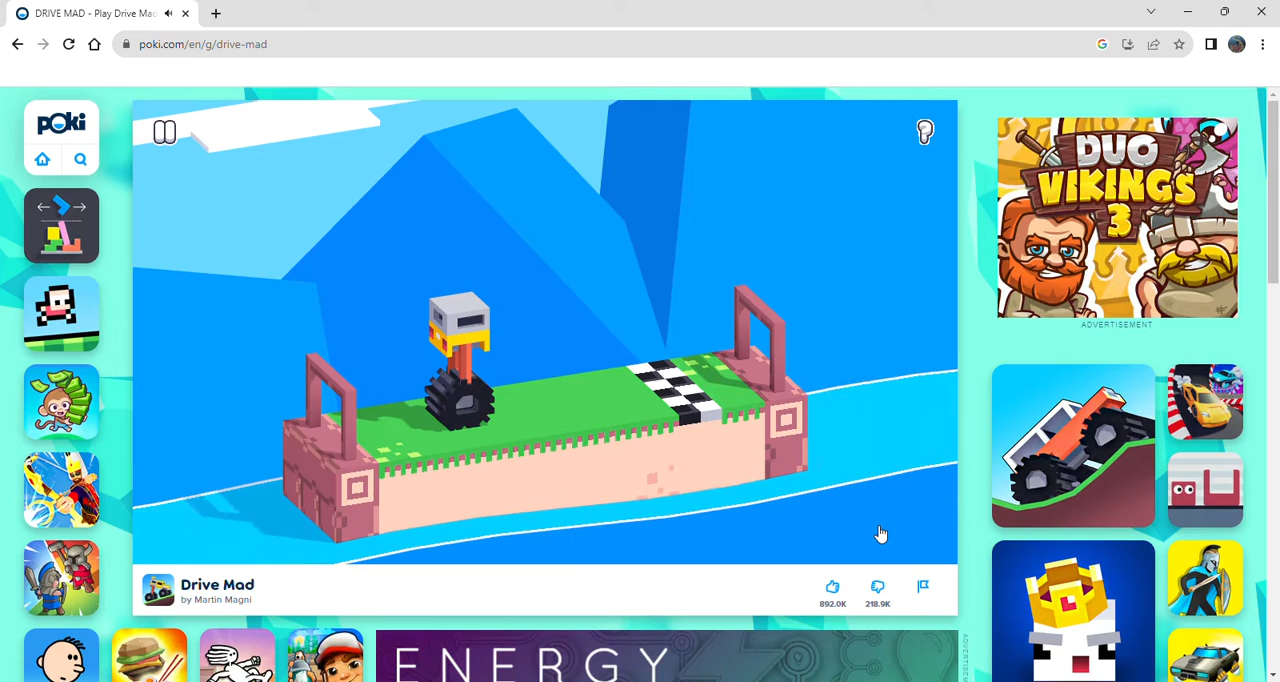 DRIVE MAD - Play Drive Mad
poki.com/en/g/drive-mad
poki
DUO
VIKINGS
3
ADVERTISEMENT
Drive Mad
by Martin Magni
892.0K
218.9K
ENERGY
ADVERTISEMENT